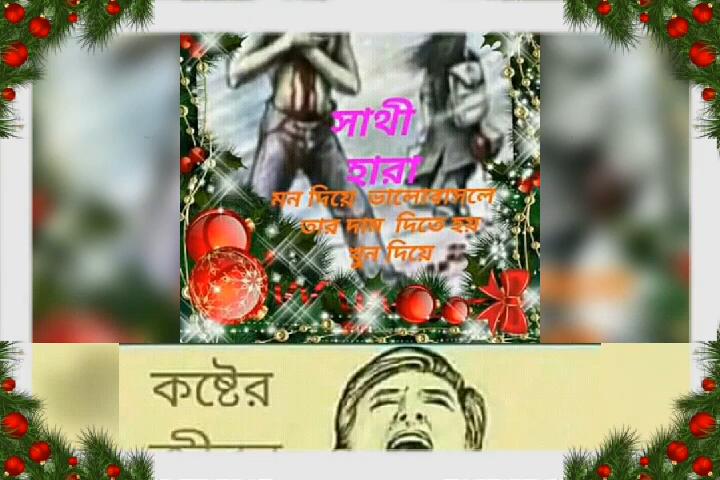 সাথী
হারা
মন দিয়ে ভালোবাসলে
তার দাম দিতে হয়
খুন দিয়ে
কষ্টের